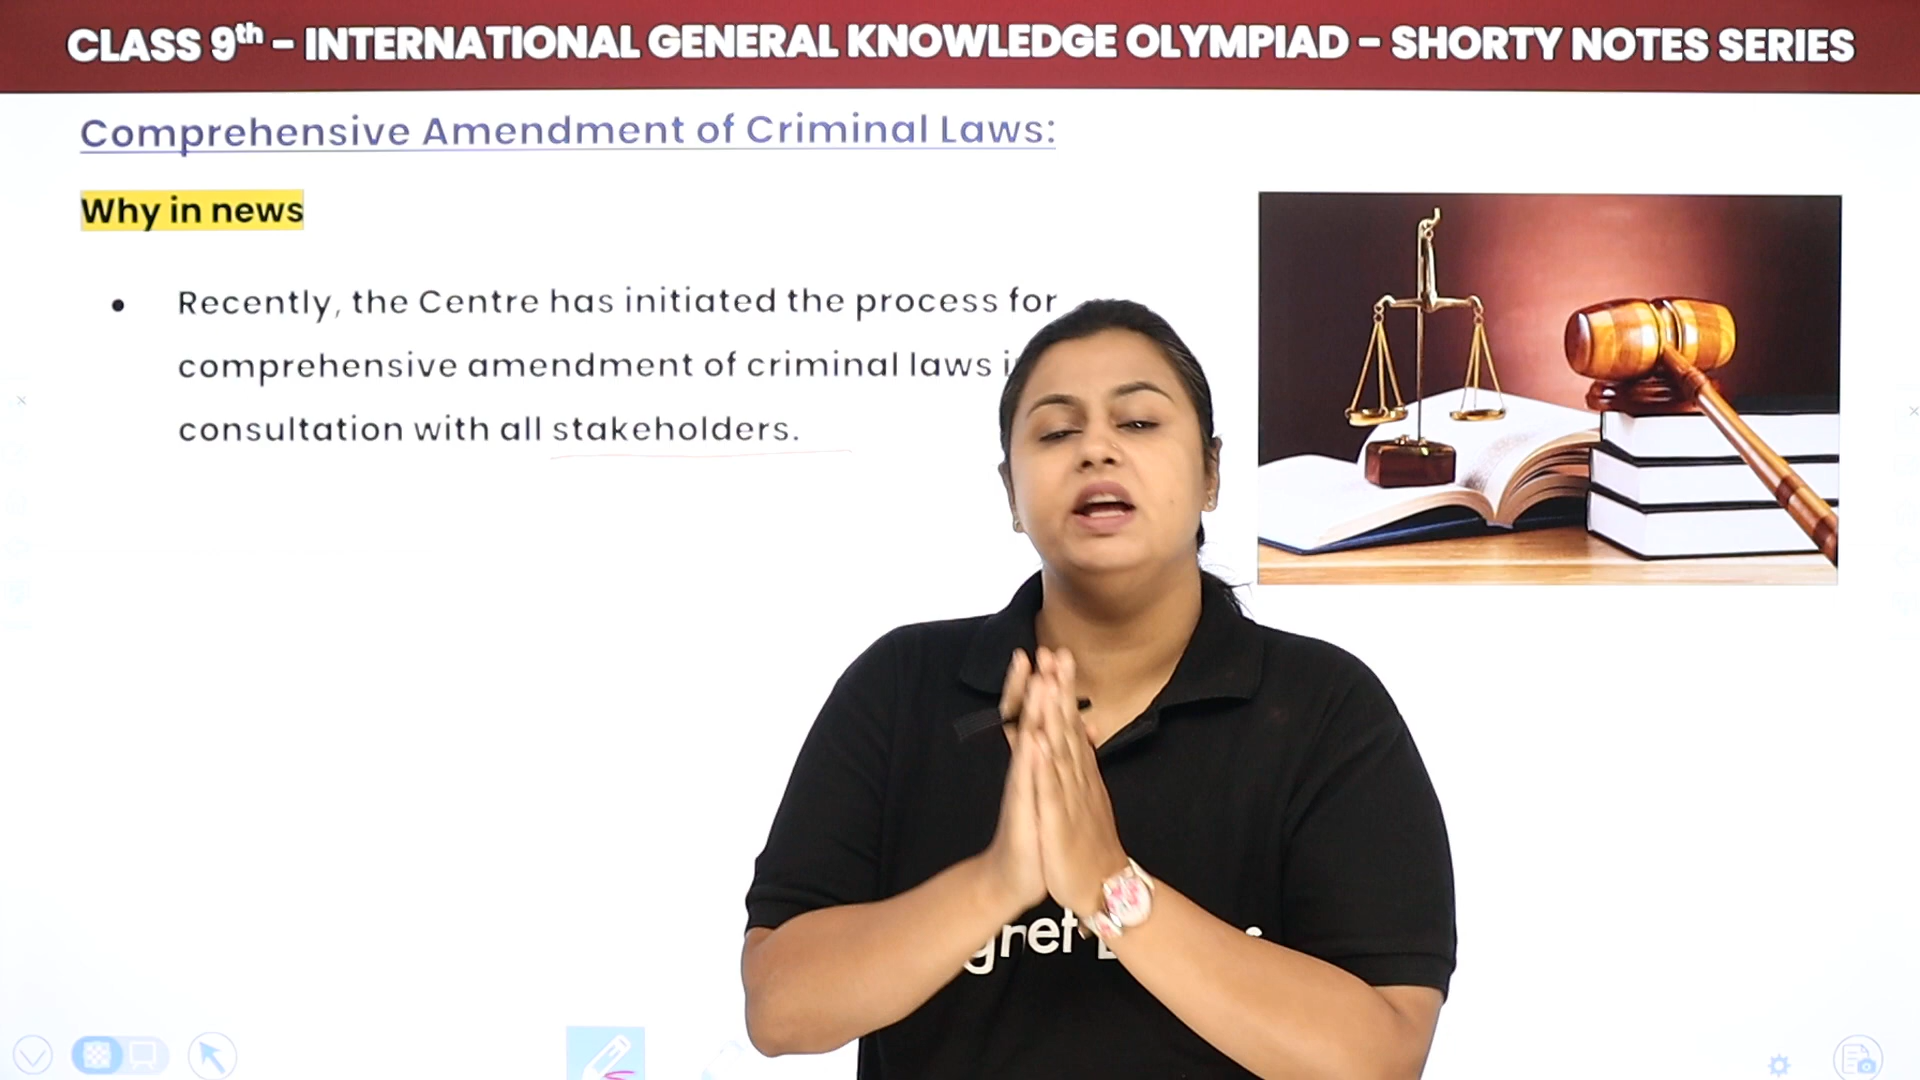 CLASS 9th - INTERNATIONAL GENERAL KNOWLEDGE OLYMPIAD - SHORTY NOTES SERIES
Comprehensive Amendment of Criminal Laws:
Why in news
• Recently, the Centre has initiated the process for
comprehensive amendment of criminal laws
consultation with all stakeholders.